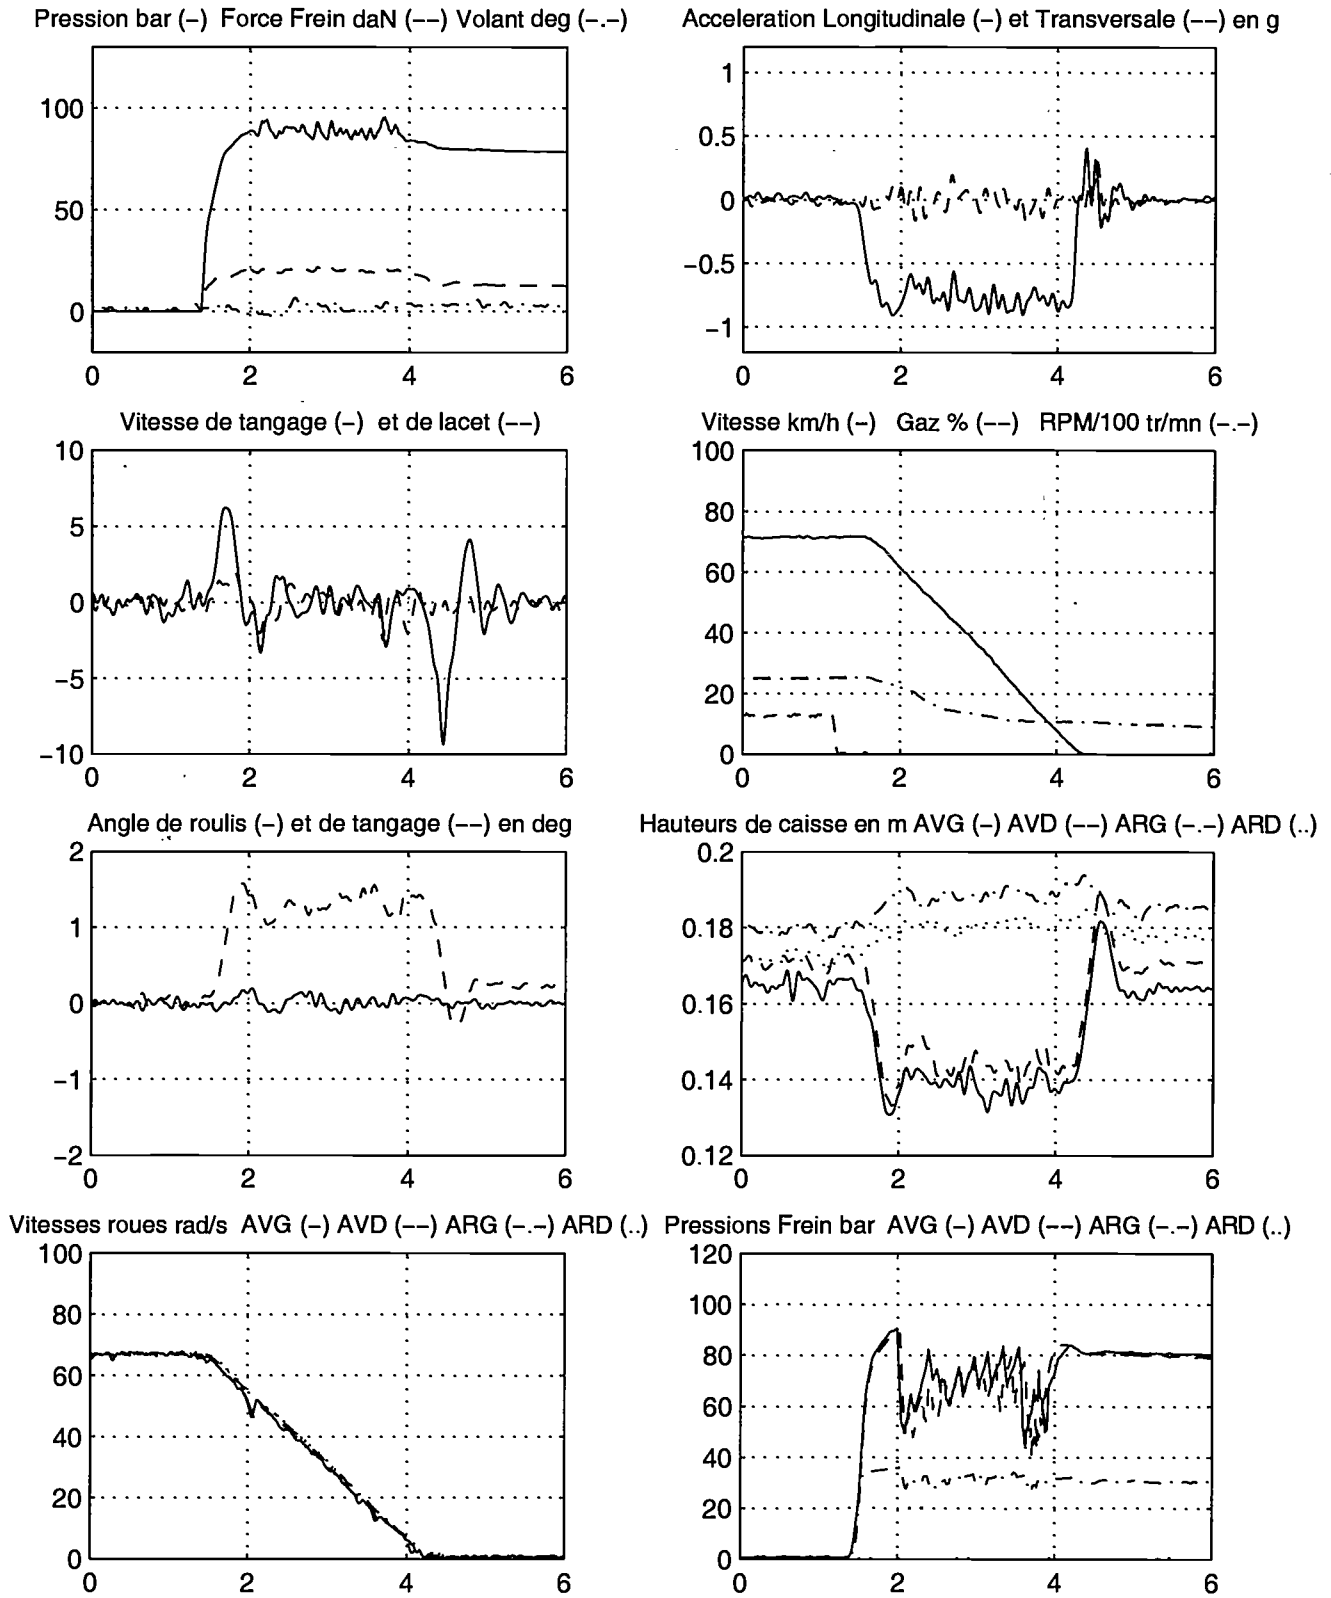 Pression bar (-) Force Frein daN (--) Volant deg (-.-)
100
50
0
0 2 4 6
Acceleration Longitudinale (-) et Transversale (--) en g
1
0.5
0
-0.5
-1
0 2 4 6
Vitesse de tangage (-) et de lacet (--)
10
5
0
-5
-10
0 2 4 6
Vitesse km/h (-) Gaz % (--) RPM/100 tr/mn (-.-)
100
80
60
40
20
0
0 2 4 6
Angle de roulis (-) et de tangage (--) en deg
2
1
0
-1
-2
0 2 4 6
Hauteurs de caisse en m AVG (-) AVD (--) ARG (-.-) ARD (..)
0.2
0.18
0.16
0.14
0.12
0 2 4 6
Vitesses roues rad/s AVG (-) AVD (--) ARG (-.-) ARD (..)
100
80
60
40
20
0
0 2 4 6
Pressions Frein bar AVG (-) AVD (--) ARG (-.-) ARD (..)
120
100
80
60
40
20
0
0 2 4 6